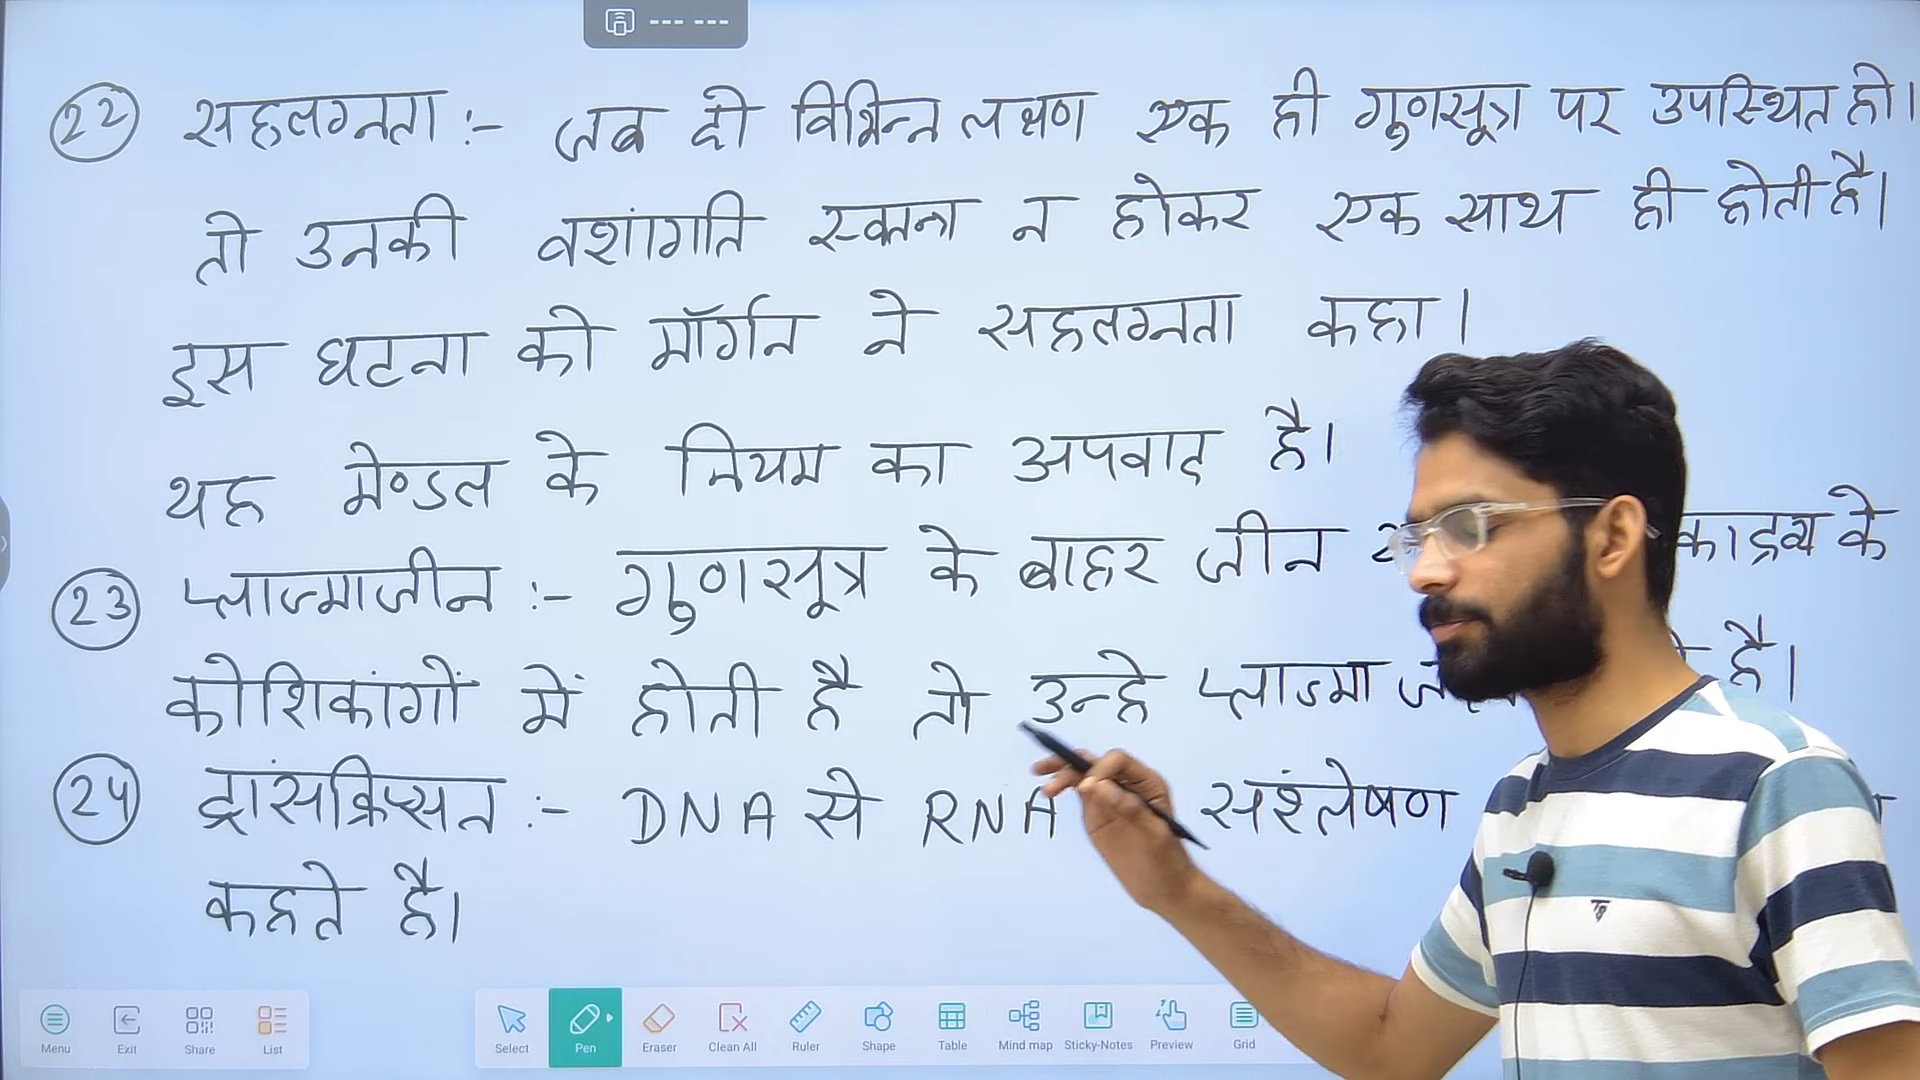 --- ---
22 सहलग्नता :- जब दो विभिन्न लक्षण एक ही गुणसूत्र पर उपस्थित हो।
तो उनकी वशांगति स्वतन्त्र न होकर एक साथ ही होती है।
इस घटना को मॉर्गन ने सहलग्नता कहा।
यह मेण्डल के नियम का अपवाद है।
23 प्लाज्माजीन :- गुणसूत्र के बाहर जीन काद्रव्य के
कोशिकांगों में होती है तो उन्हे प्लाज्मा है।
24 ट्रांसक्रिप्सन :- DNA से RNA संश्लेषण
कहते है।
Menu Exit Share List Select Pen Eraser Clean All Ruler Shape Table Mind map Sticky-Notes Preview Grid